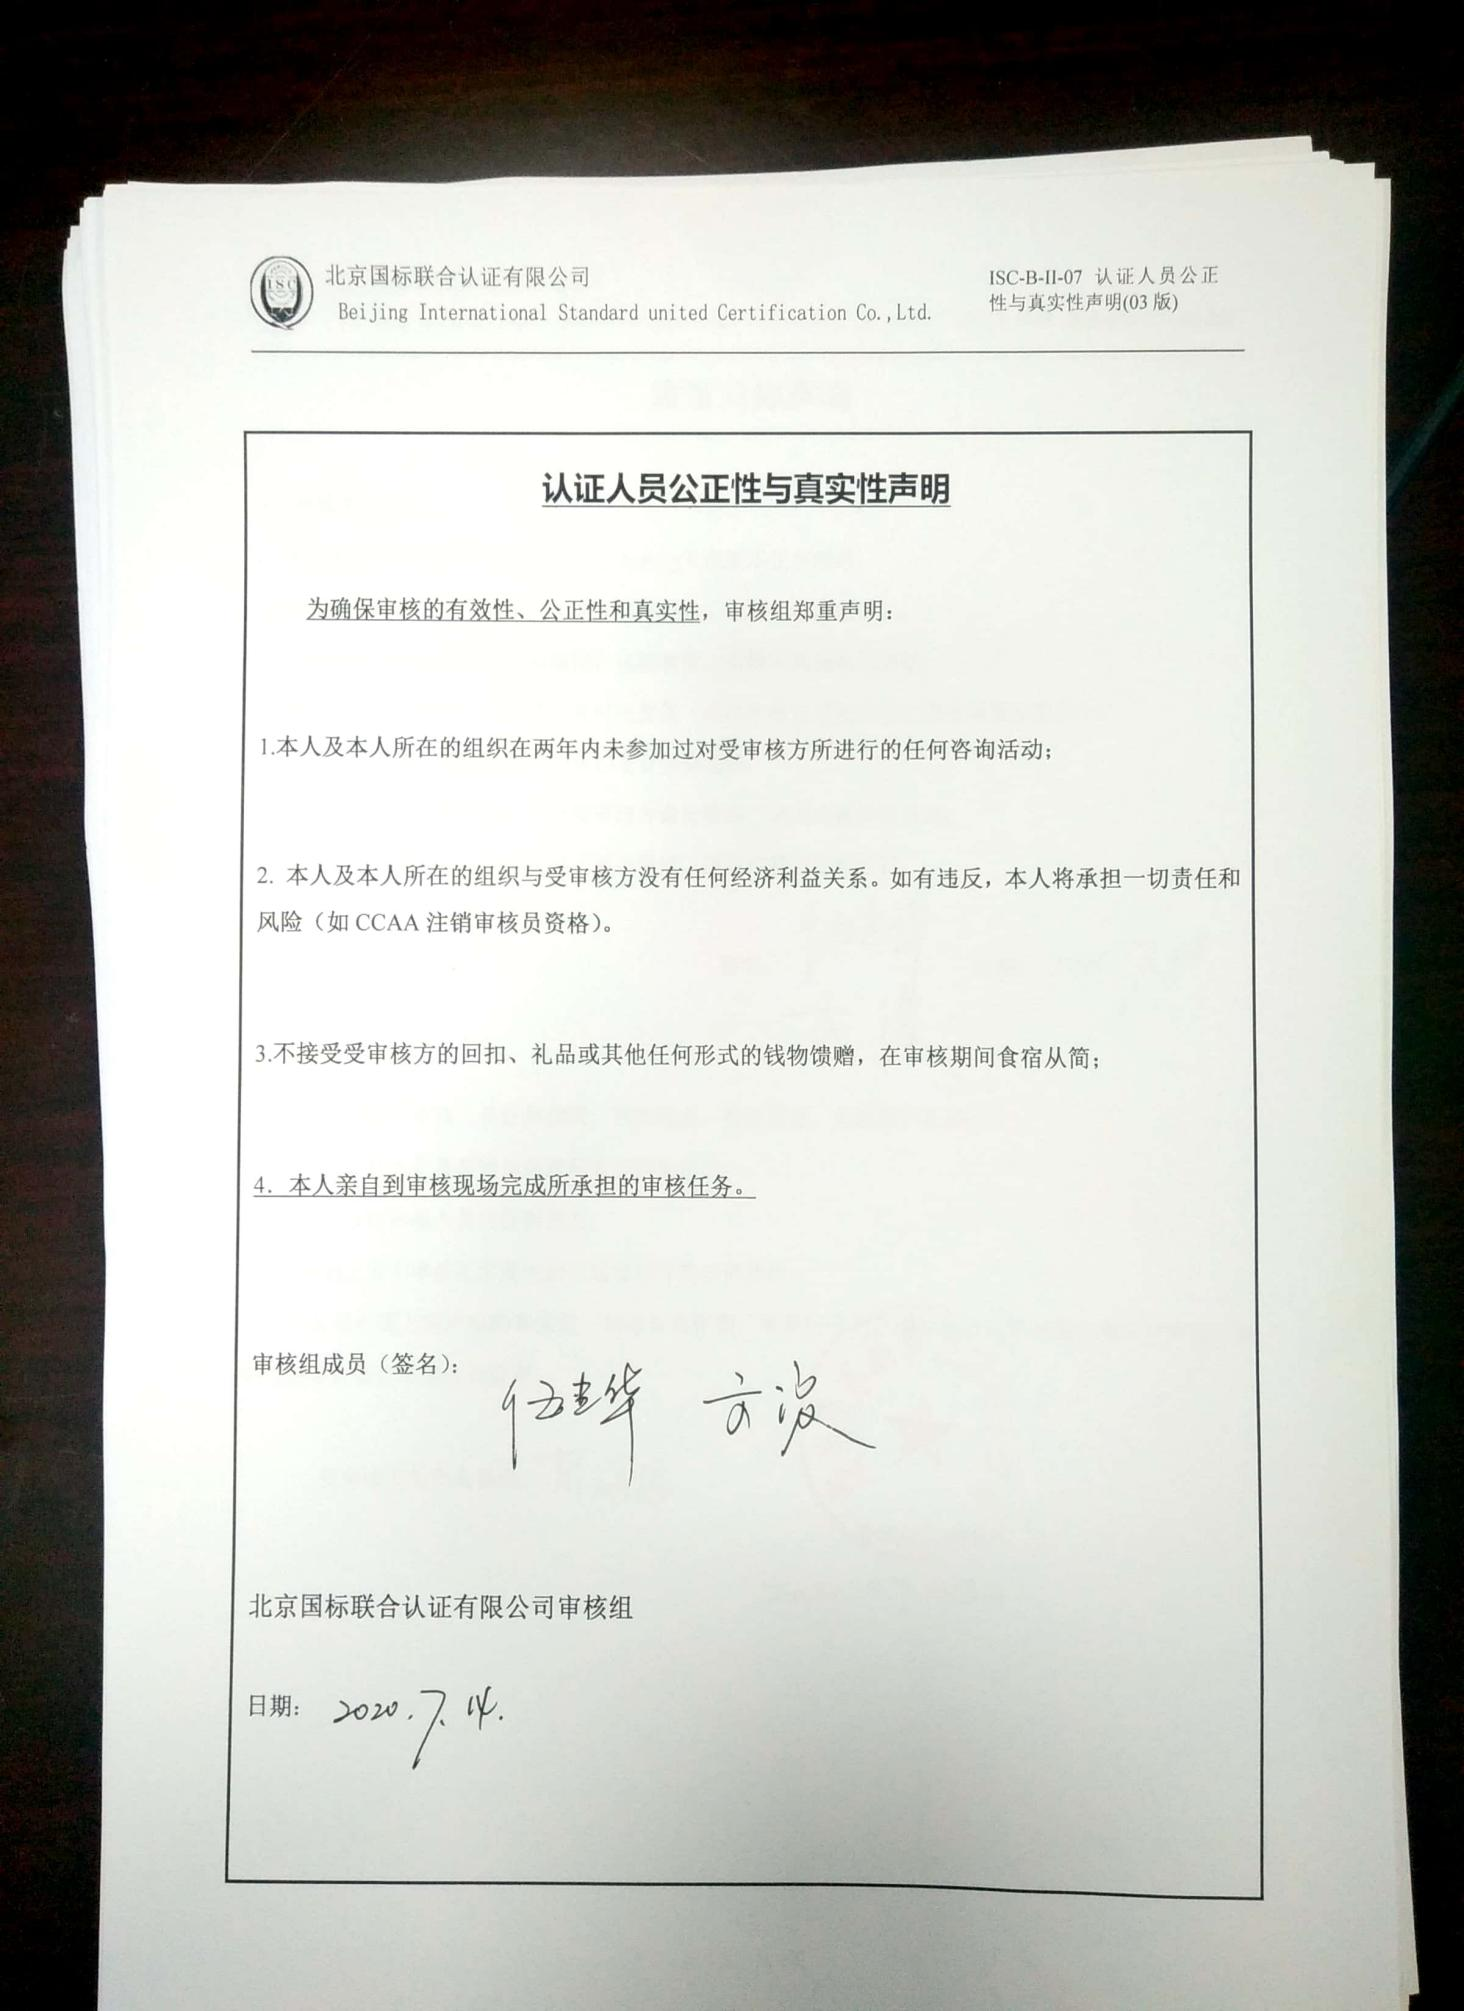 ISC
北京国标联合认证有限公司
Beijing International Standard united Certification Co.,Ltd.
ISC-B-II-07 认证人员公正
性与真实性声明(03 版)
认证人员公正性与真实性声明
为确保审核的有效性、公正性和真实性，审核组郑重声明：
1.本人及本人所在的组织在两年内未参加过对受审核方所进行的任何咨询活动；
2. 本人及本人所在的组织与受审核方没有任何经济利益关系。如有违反，本人将承担一切责任和
风险（如 CCAA 注销审核员资格）。
3.不接受受审核方的回扣、礼品或其他任何形式的钱物馈赠，在审核期间食宿从简；
4. 本人亲自到审核现场完成所承担的审核任务。
审核组成员（签名）：
伍建华
北京国标联合认证有限公司审核组
日期： 2020.7.14.